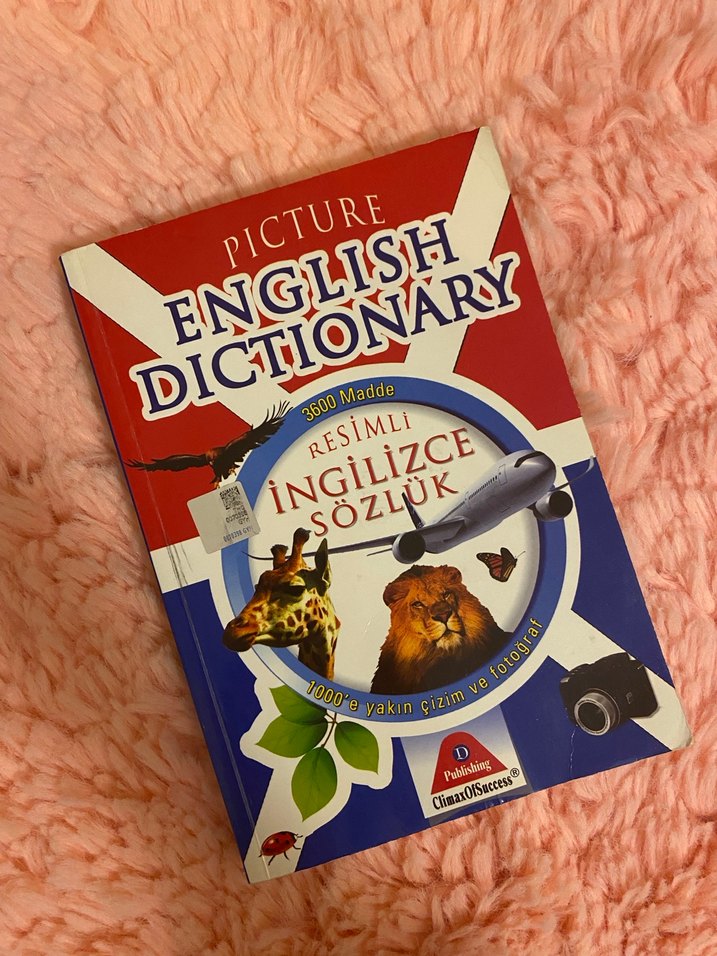 PICTURE
ENGLISH
DICTIONARY
3600 Madde
RESİMLİ
İNGİLİZCE
SÖZLÜK
1000'e yakın çizim ve fotoğraf
D
Publishing
ClimaxOfSuccess®